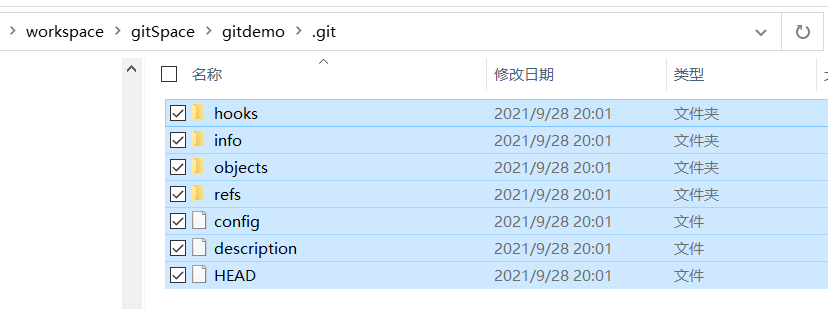 workspace > gitSpace > gitdemo > .git
名称 修改日期 类型
hooks 2021/9/28 20:01 文件夹
info 2021/9/28 20:01 文件夹
objects 2021/9/28 20:01 文件夹
refs 2021/9/28 20:01 文件夹
config 2021/9/28 20:01 文件
description 2021/9/28 20:01 文件
HEAD 2021/9/28 20:01 文件